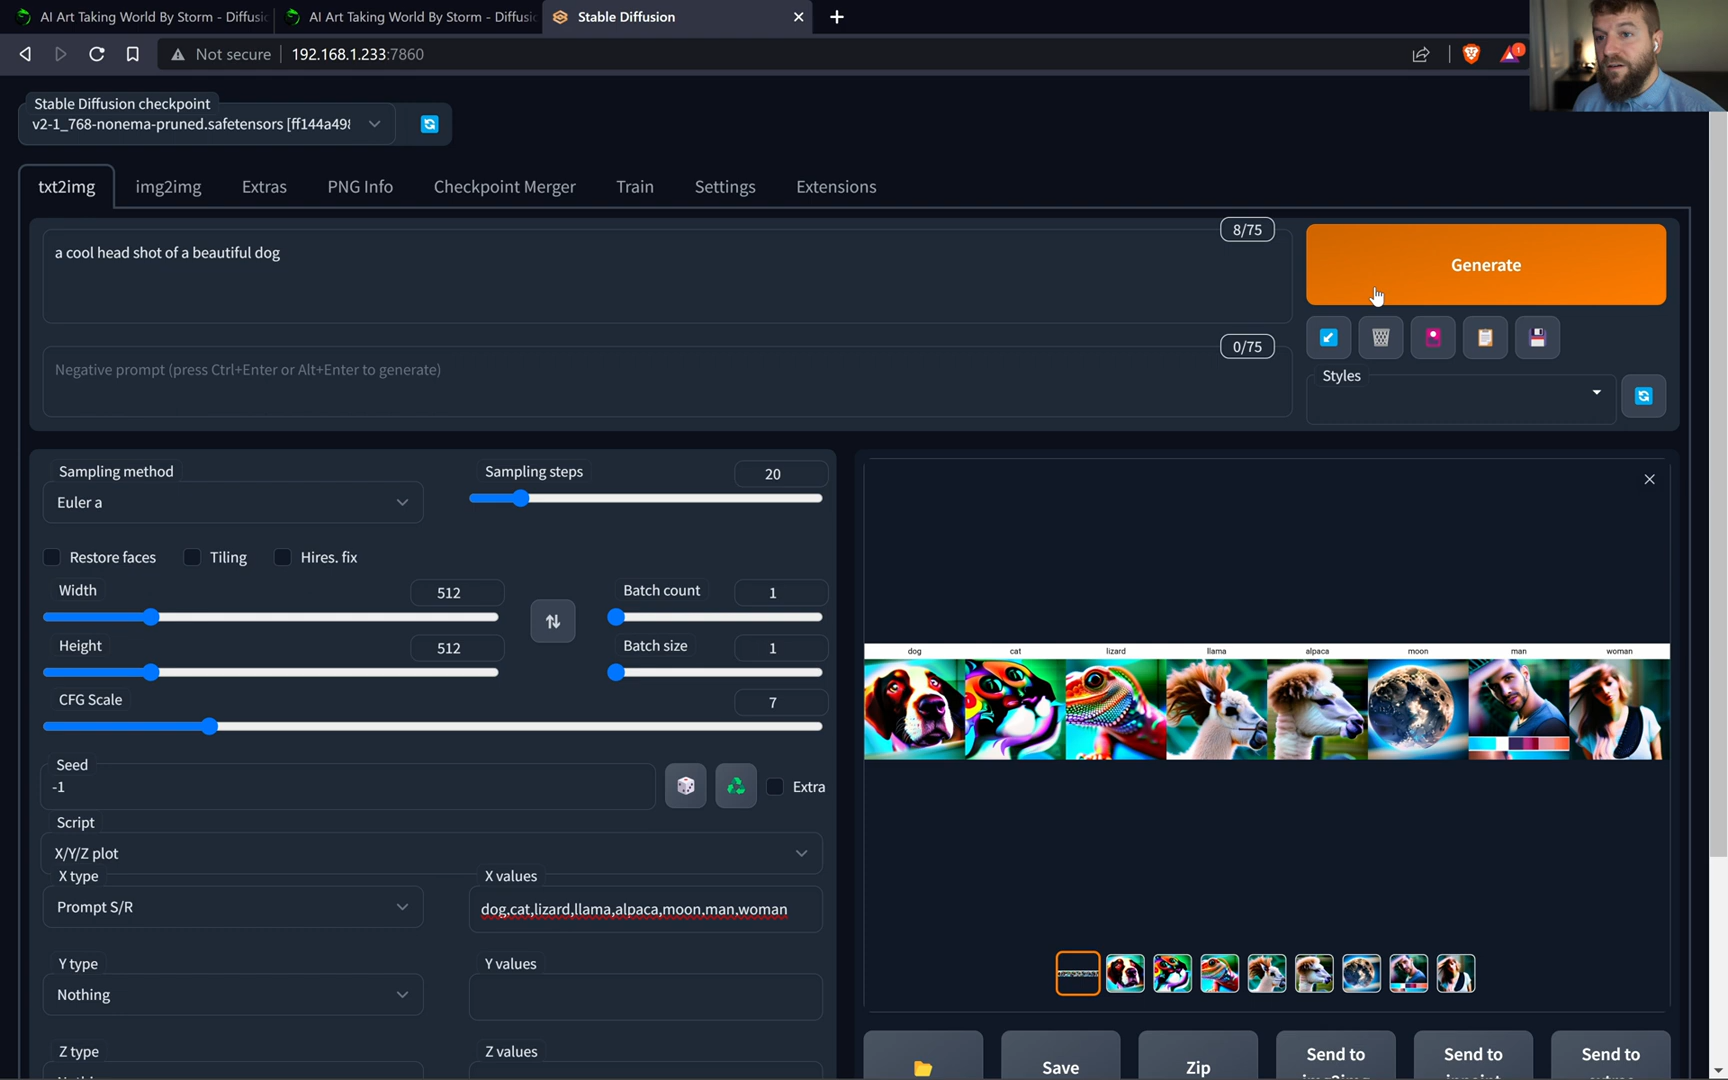 AI Art Taking World By Storm - Diffusi
AI Art Taking World By Storm - Diffusi
Stable Diffusion
Not secure
192.168.1.233:7860
1
Stable Diffusion checkpoint
v2-1_768-nonema-pruned.safetensors [ff144a49
txt2img
img2img
Extras
PNG Info
Checkpoint Merger
Train
Settings
Extensions
8/75
a cool head shot of a beautiful dog
Generate
0/75
Negative prompt (press Ctrl+Enter or Alt+Enter to generate)
Styles
Sampling method
Sampling steps
20
Euler a
Restore faces
Tiling
Hires. fix
Width
512
Batch count
1
Height
512
Batch size
1
CFG Scale
7
Seed
-1
Extra
Script
X/Y/Z plot
X type
X values
Prompt S/R
dog,cat,lizard,llama,alpaca,moon,man,woman
Y type
Y values
Nothing
Z type
Z values
dog cat lizard llama alpaca moon man woman
Save
Zip
Send to
Send to
Send to